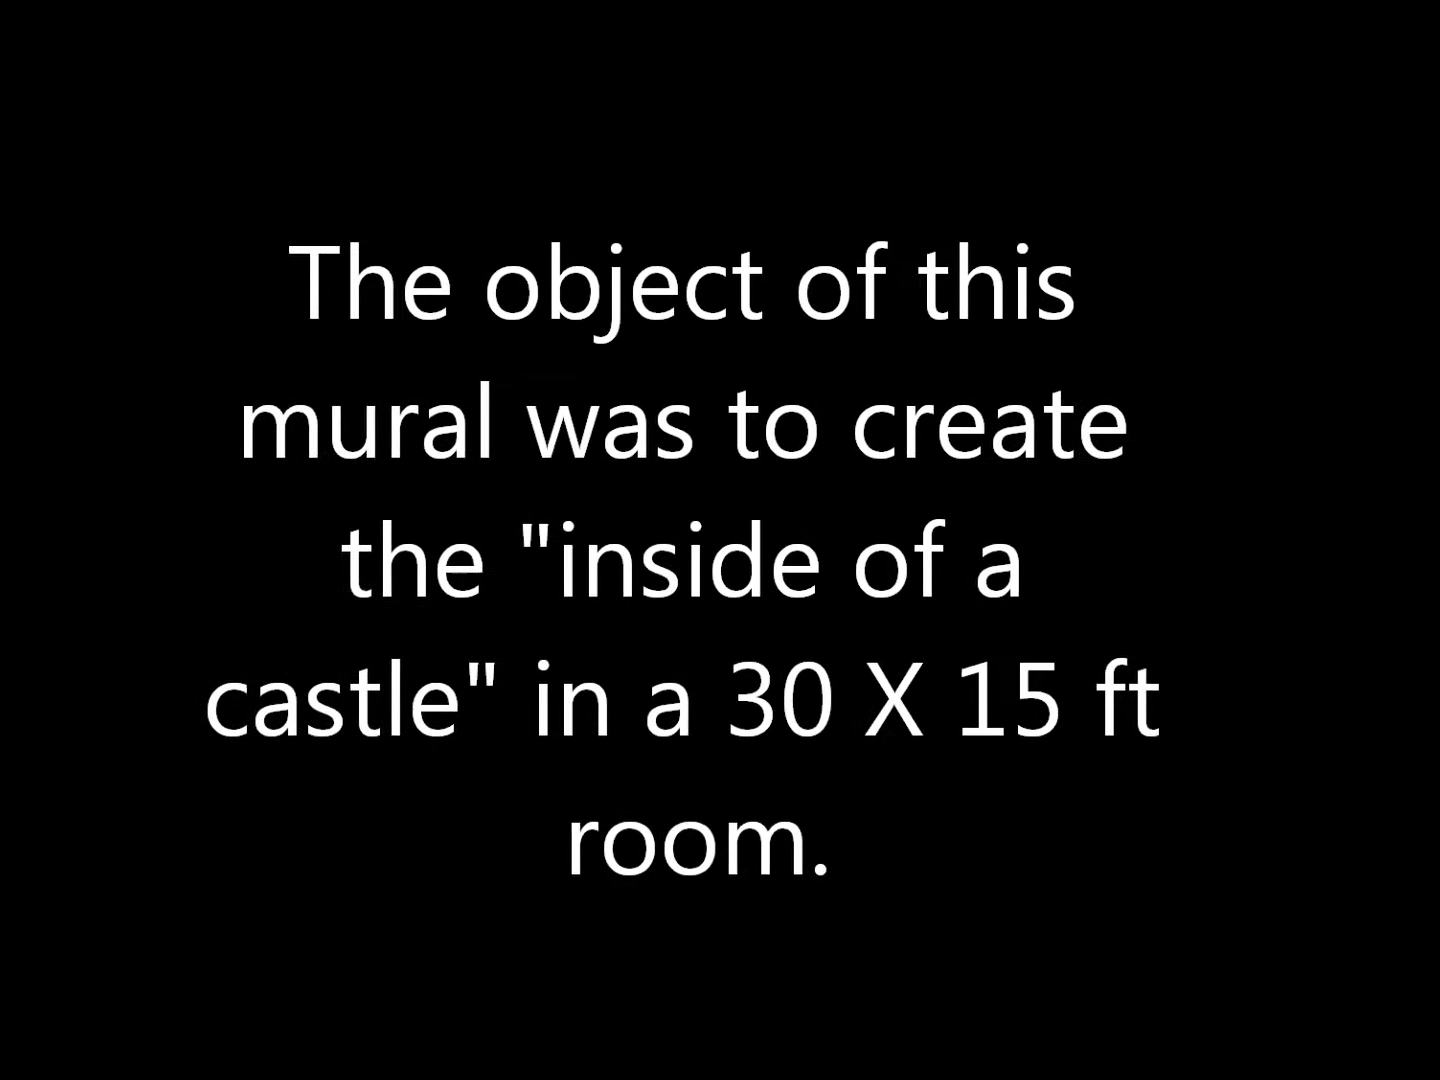 The object of this
mural was to create
the "inside of a
castle" in a 30 X 15 ft
room.